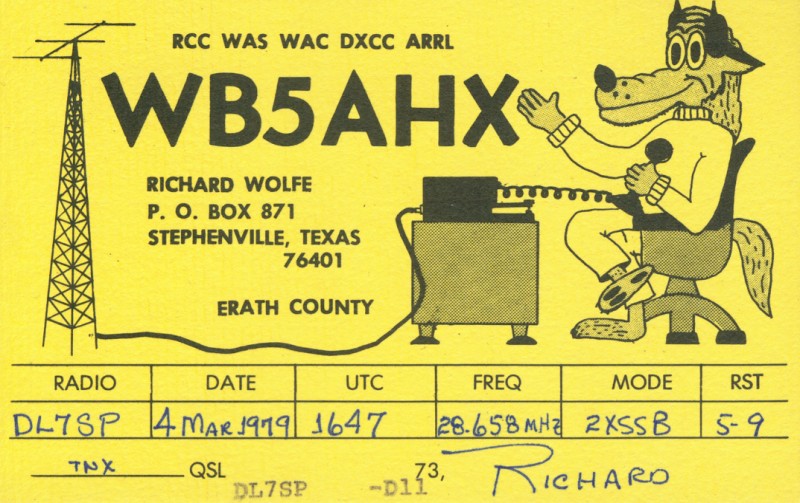 RCC WAS WAC DXCC ARRL
WB5AHX
RICHARD WOLFE
P. O. BOX 871
STEPHENVILLE, TEXAS
76401
ERATH COUNTY
RADIO DATE UTC FREQ MODE RST
DL7SP 4 MAR 1979 1647 28.658 MHz 2XSSB 5-9
TNX QSL 73, RICHARD
DL7SP -D11